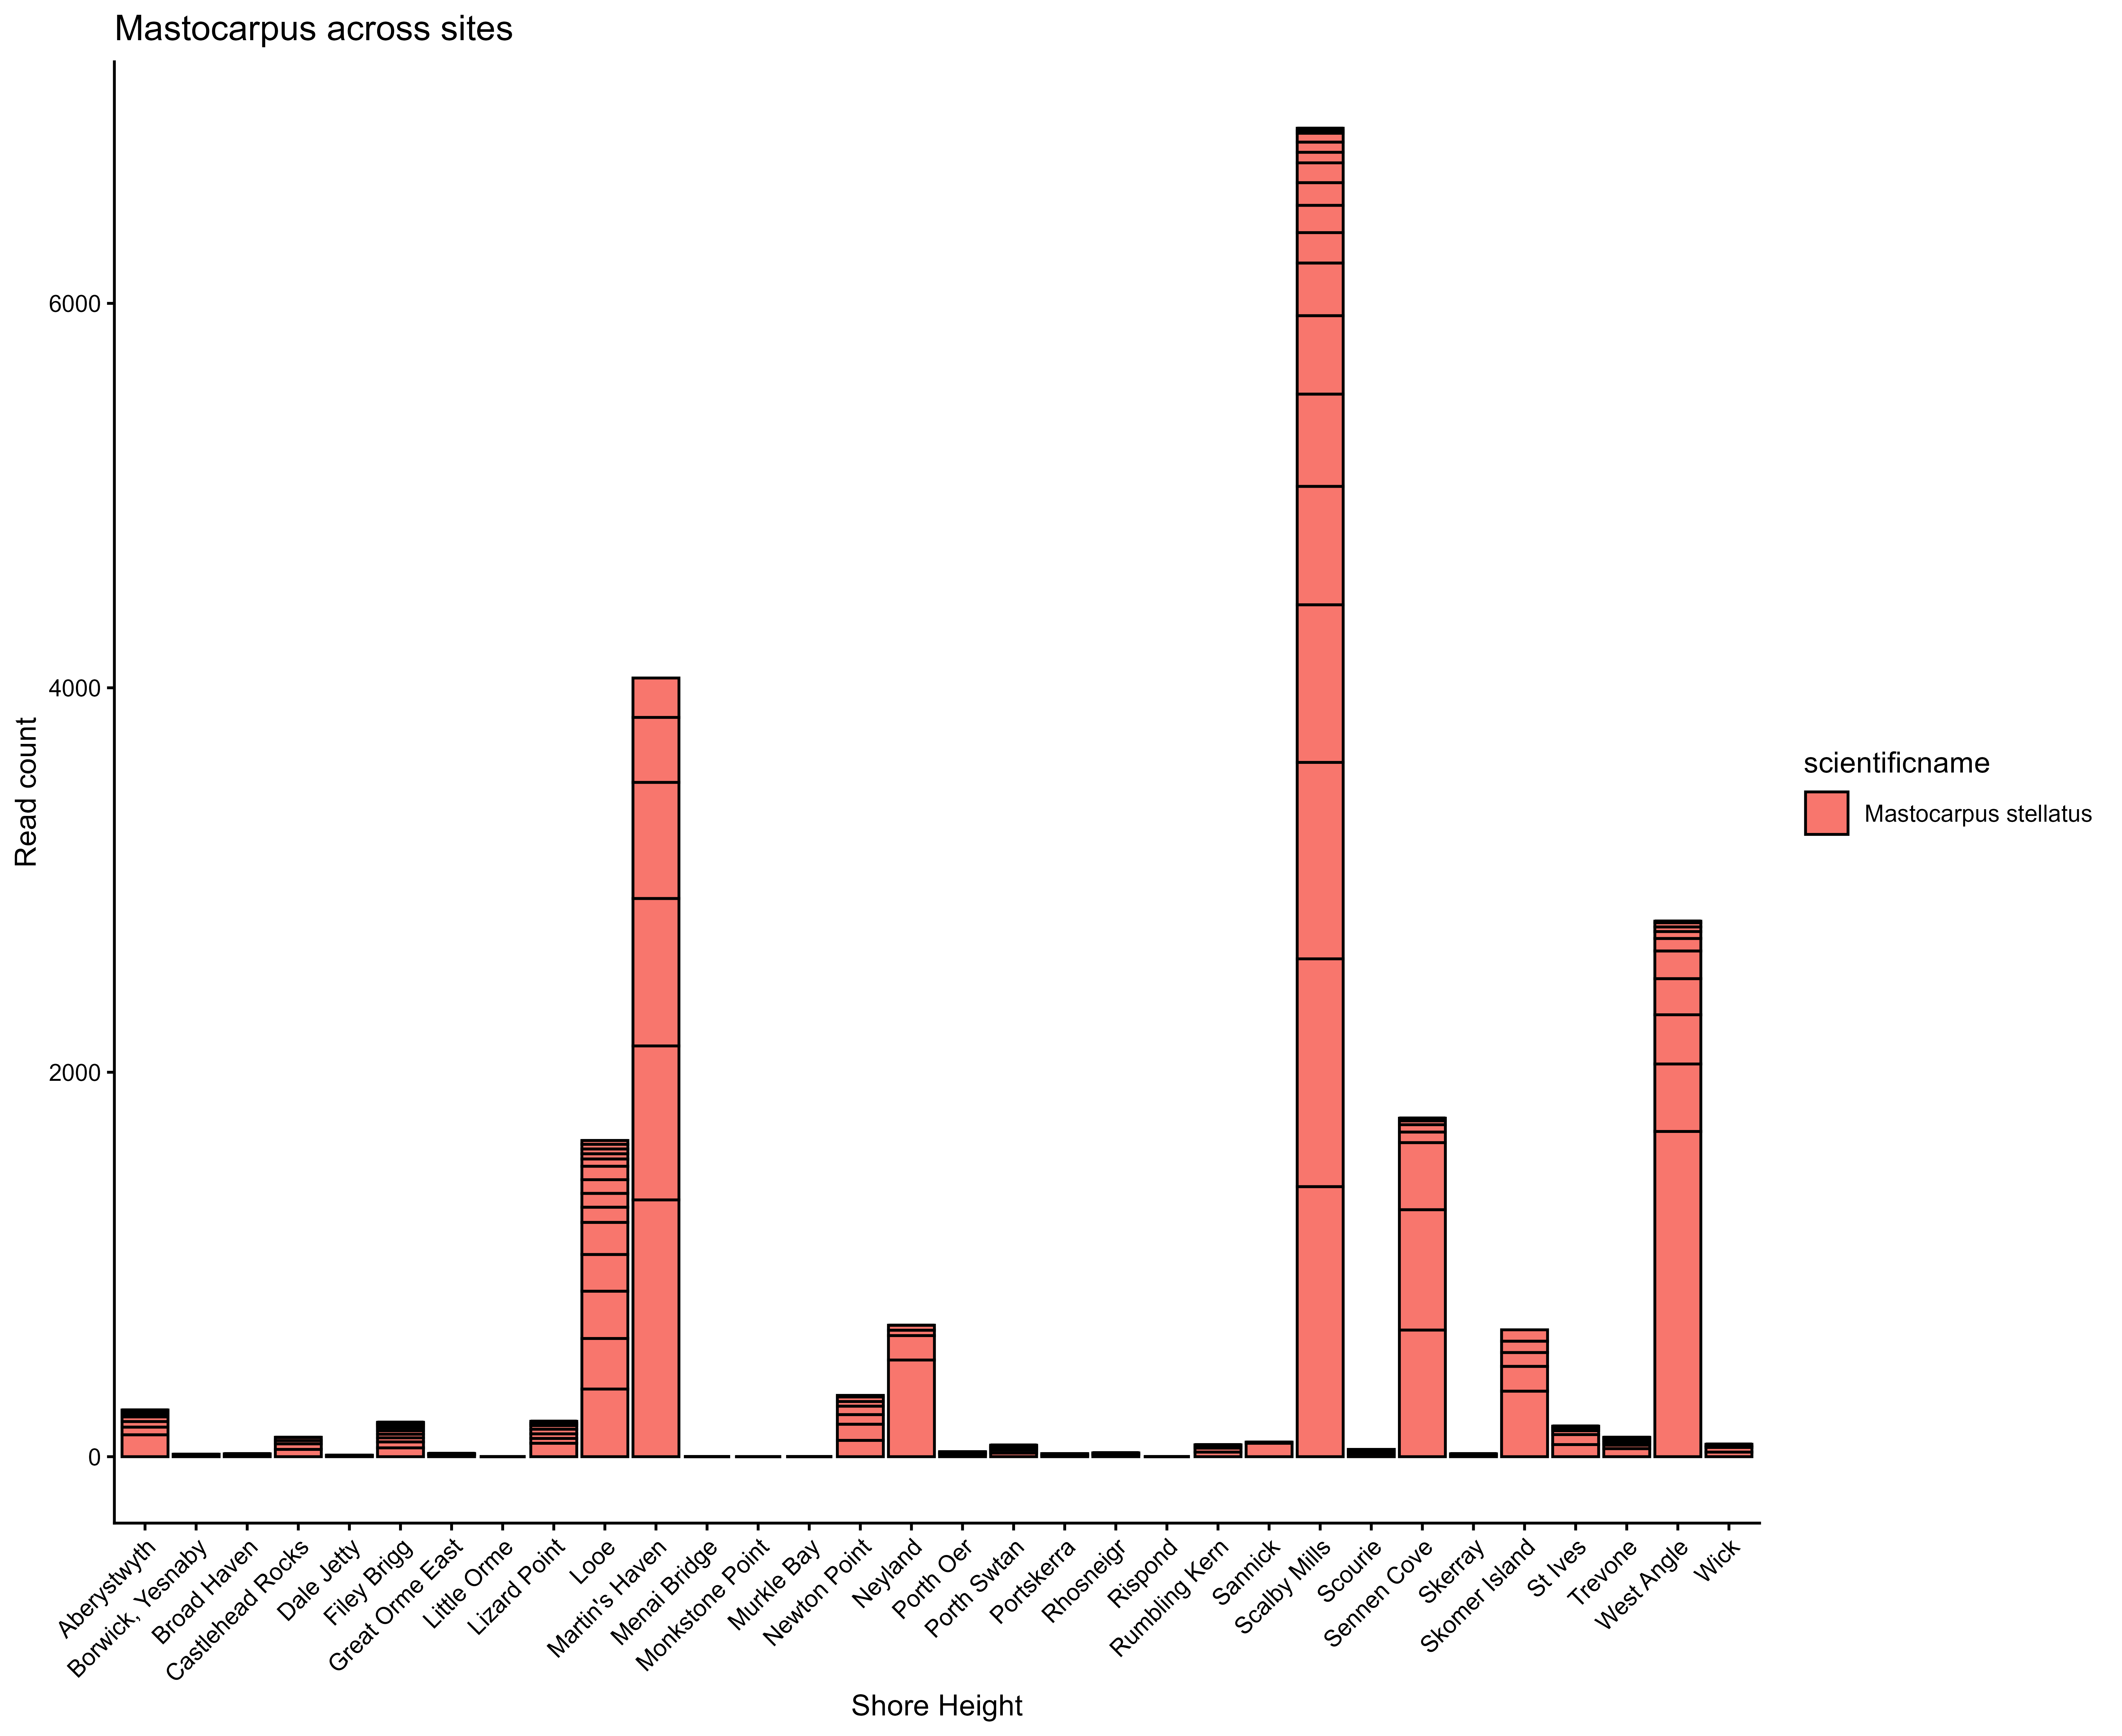 Mastocarpus across sites
6000
4000
2000
0
Read count
Aberystwyth
Borwick, Yesnaby
Broad Haven
Castlehead Rocks
Dale Jetty
Filey Brigg
Great Orme East
Little Orme
Lizard Point
Looe
Martin's Haven
Menai Bridge
Monkstone Point
Murkle Bay
Newton Point
Neyland
Porth Oer
Porth Swtan
Portskerra
Rhosneigr
Rispond
Rumbling Kern
Sannick
Scalby Mills
Scourie
Sennen Cove
Skerray
Skomer Island
St Ives
Trevone
West Angle
Wick
Shore Height
scientificname
Mastocarpus stellatus